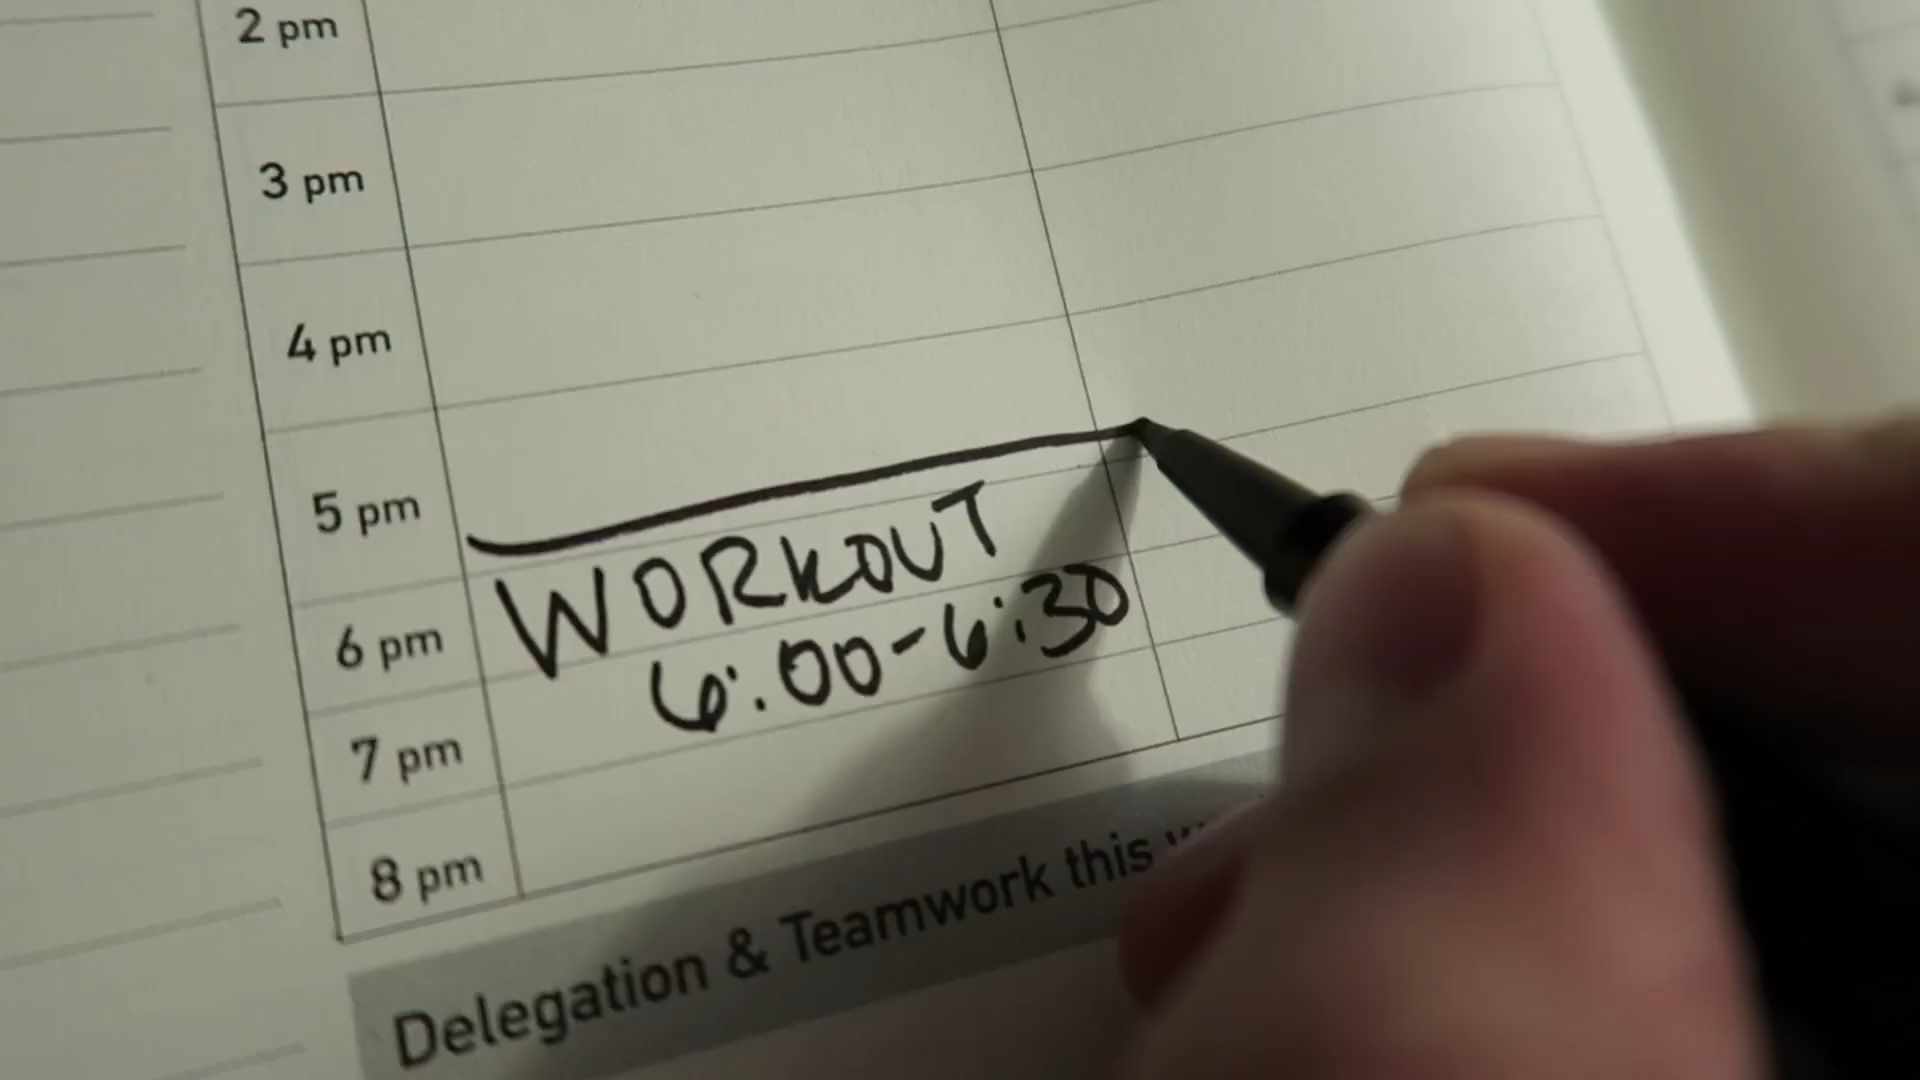 2 pm
3 pm
4 pm
5 pm
WORKOUT
6 pm
6:00-6:30
7 pm
8 pm
Delegation & Teamwork this